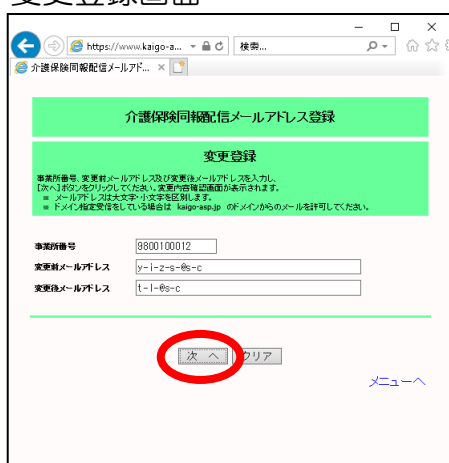 変更登録画面
https://www.kaigo-a...
検索...
介護保険同報配信メールアド...
介護保険同報配信メールアドレス登録
変更登録
事業所番号、変更前メールアドレス及び変更後メールアドレスを入力し、
[次へ]ボタンをクリックしてください。変更内容確認画面が表示されます。
メールアドレスは大文字・小文字を区別します。
ドメイン指定受信をしている場合は kaigo-asp.jp のドメインからのメールを許可してください。
事業所番号 9800100012
変更前メールアドレス y-i-z-s-@s-c
変更後メールアドレス t-l-@s-c
次 へ クリア
メニューへ